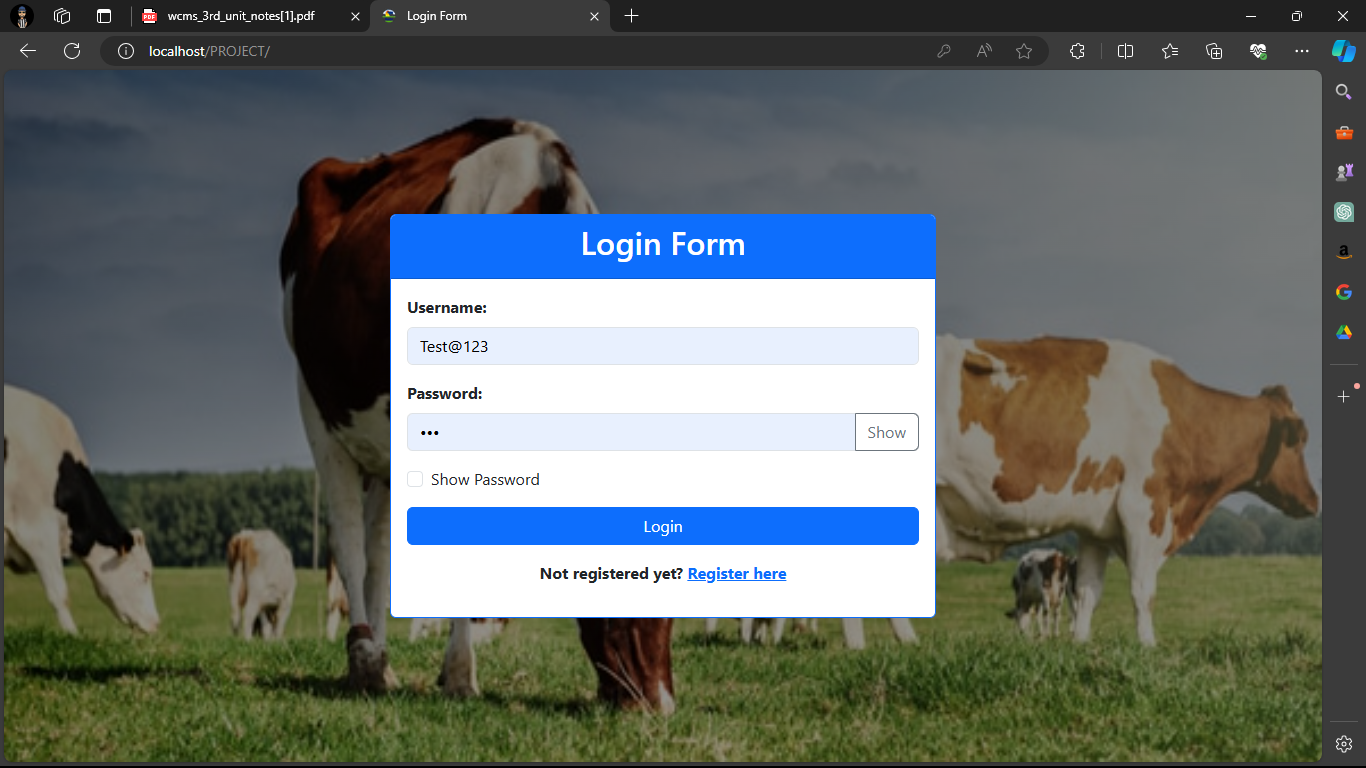 wcms_3rd_unit_notes[1].pdf
Login Form
localhost/PROJECT/
Login Form
Username:
Test@123
Password:
•••
Show
Show Password
Login
Not registered yet? Register here